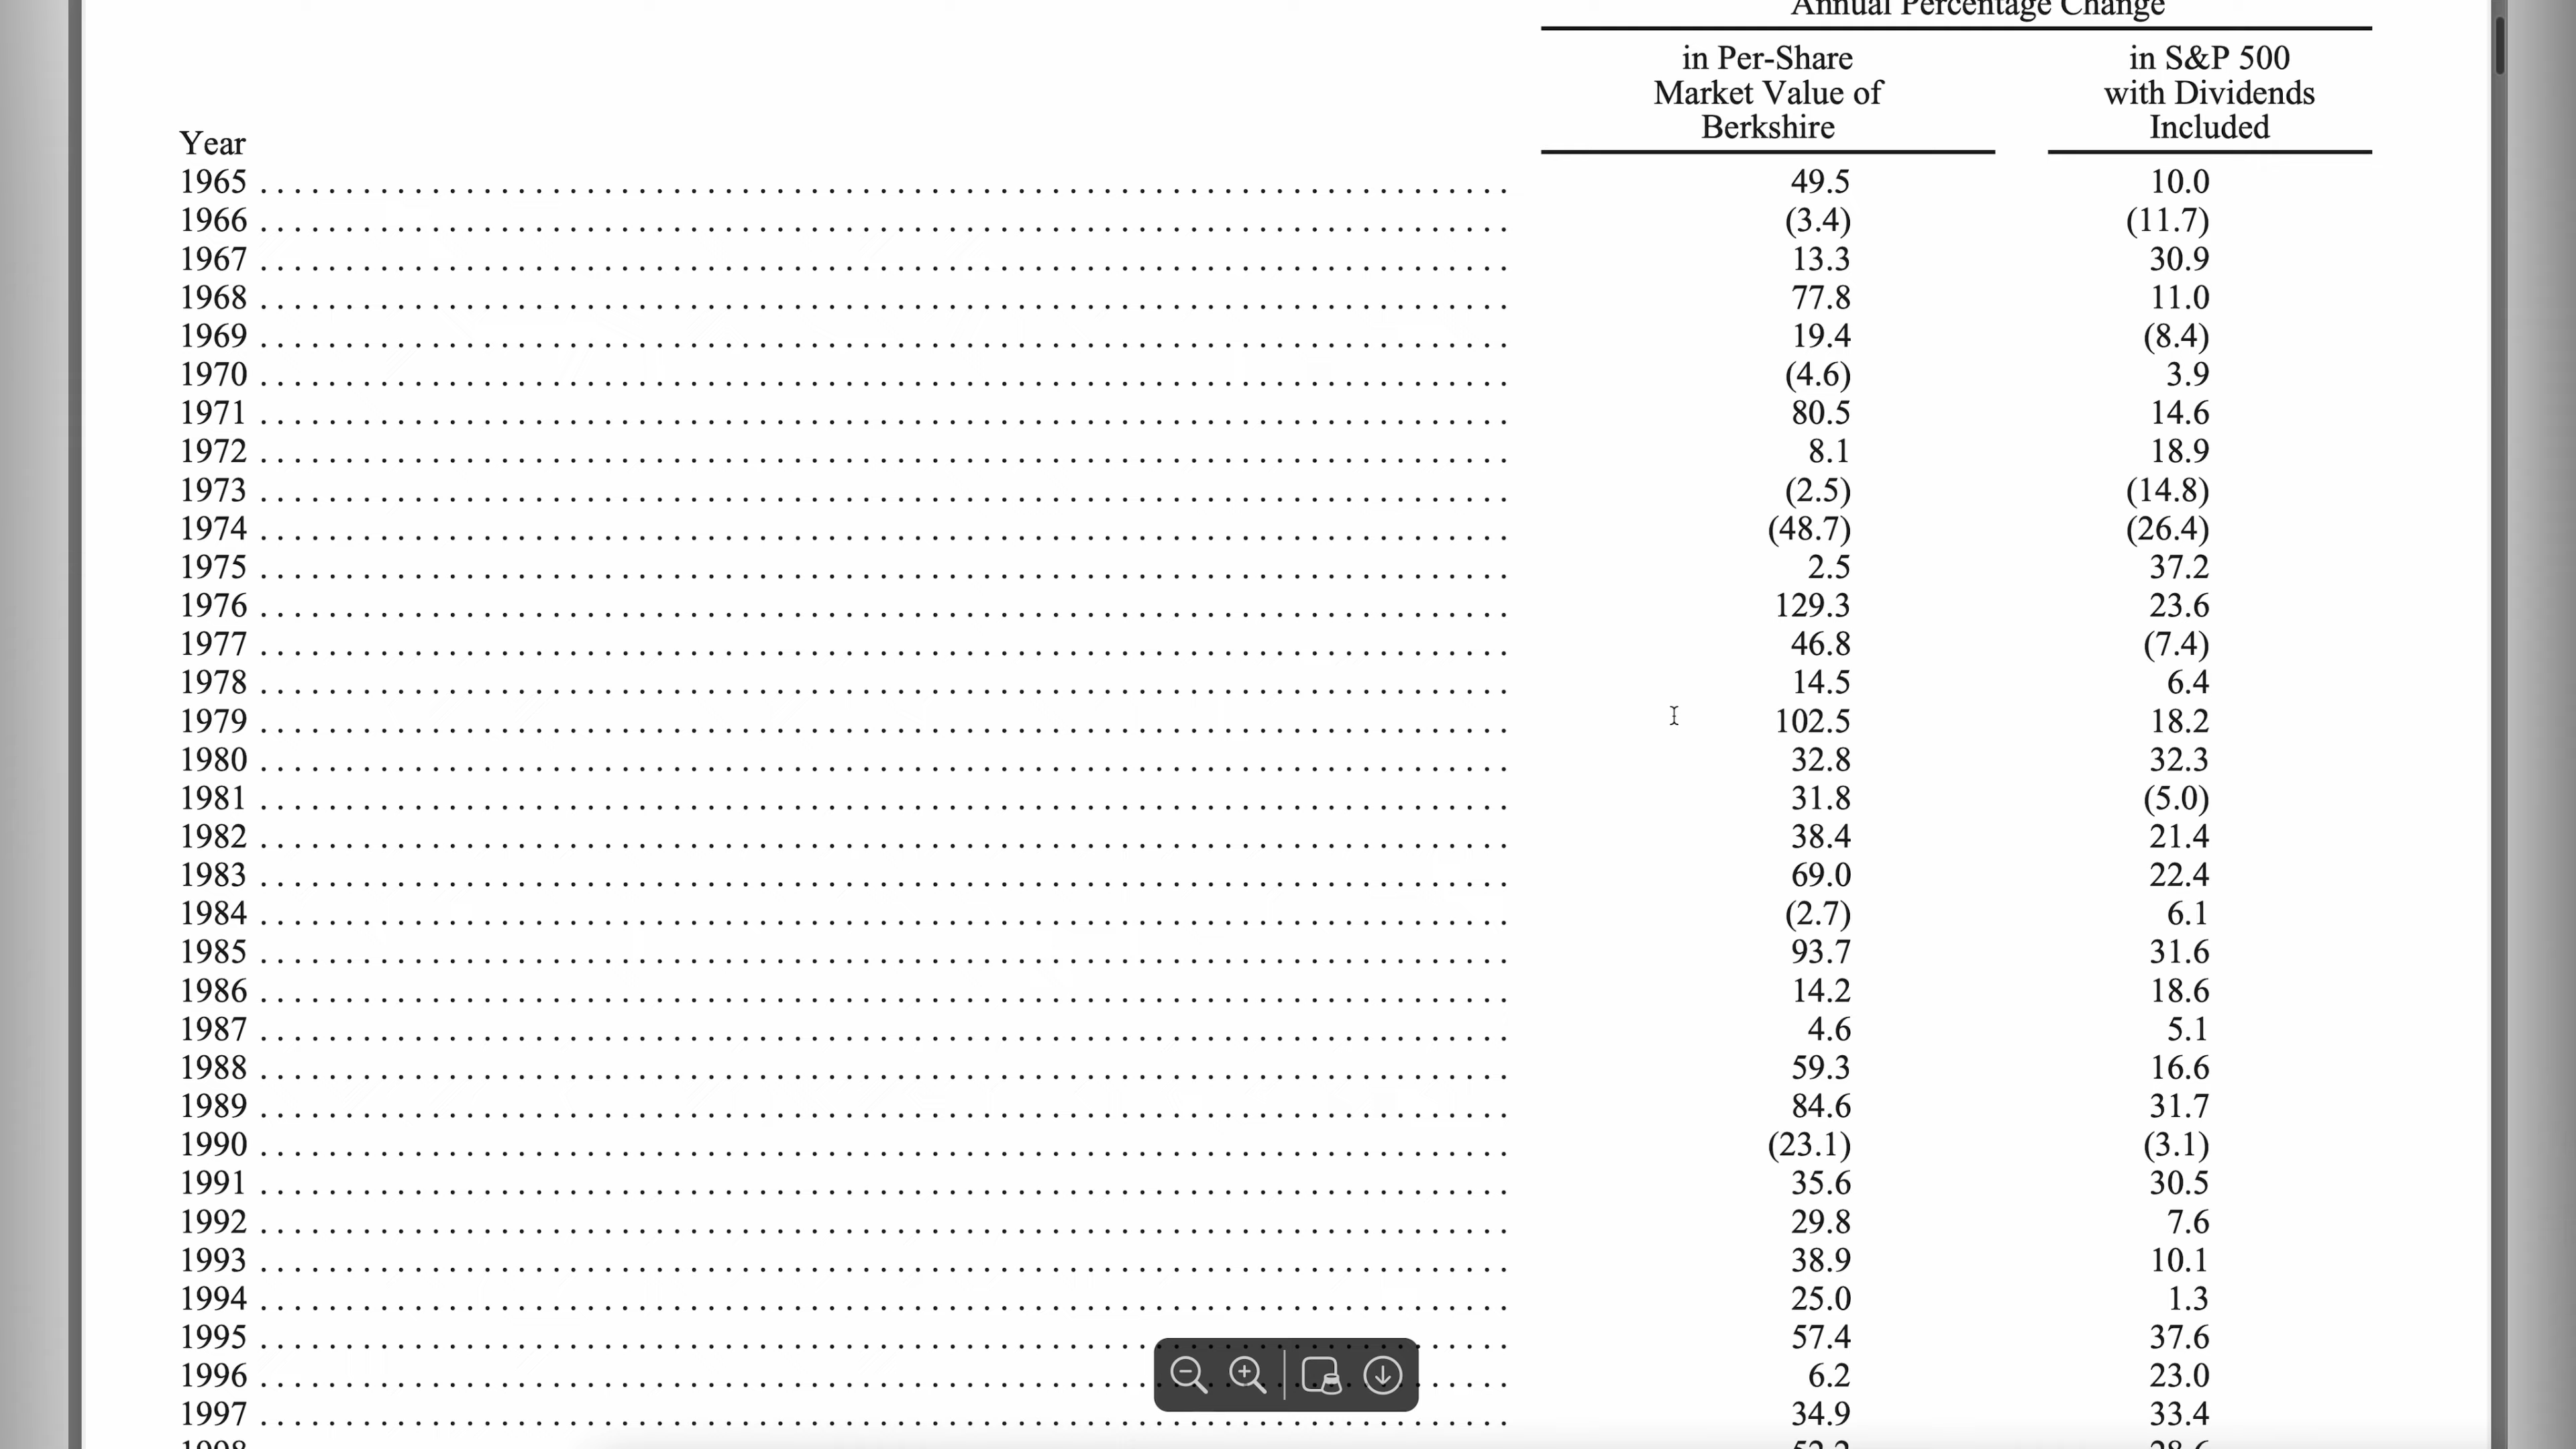 Annual Percentage Change
in Per-Share in S&P 500
Market Value of with Dividends
Berkshire Included
Year
1965 49.5 10.0
1966 (3.4) (11.7)
1967 13.3 30.9
1968 77.8 11.0
1969 19.4 (8.4)
1970 (4.6) 3.9
1971 80.5 14.6
1972 8.1 18.9
1973 (2.5) (14.8)
1974 (48.7) (26.4)
1975 2.5 37.2
1976 129.3 23.6
1977 46.8 (7.4)
1978 14.5 6.4
1979 102.5 18.2
1980 32.8 32.3
1981 31.8 (5.0)
1982 38.4 21.4
1983 69.0 22.4
1984 (2.7) 6.1
1985 93.7 31.6
1986 14.2 18.6
1987 4.6 5.1
1988 59.3 16.6
1989 84.6 31.7
1990 (23.1) (3.1)
1991 35.6 30.5
1992 29.8 7.6
1993 38.9 10.1
1994 25.0 1.3
1995 57.4 37.6
1996 6.2 23.0
1997 34.9 33.4